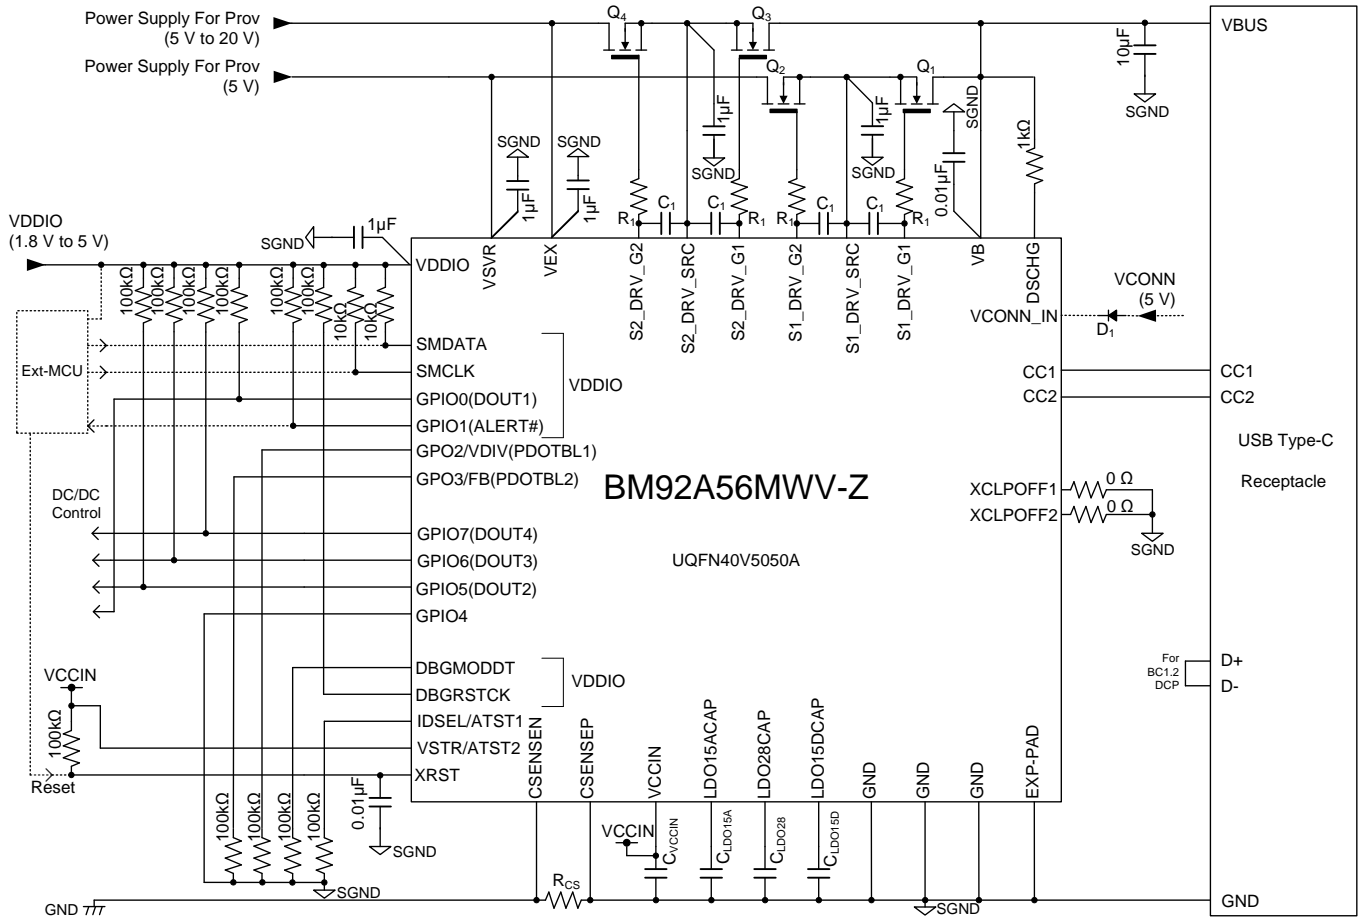 Power Supply For Prov
(5 V to 20 V)
Power Supply For Prov
(5 V)
Q4
Q3
Q2
Q1
VBUS
10µF
SGND
SGND
1µF
SGND
1µF
SGND
0.01µF
1kΩ
SGND
1µF
SGND
1µF
R1
C1
C1
R1
R1
C1
C1
R1
VDDIO
(1.8 V to 5 V)
SGND
1µF
VDDIO
VSVR
VEX
S2_DRV_G2
S2_DRV_SRC
S2_DRV_G1
S1_DRV_G2
S1_DRV_SRC
S1_DRV_G1
VB
DSCHG
VCONN_IN
VCONN
(5 V)
D1
100kΩ
100kΩ
100kΩ
100kΩ
100kΩ
100kΩ
10kΩ
10kΩ
Ext-MCU
SMDATA
SMCLK
GPIO0(DOUT1)
GPIO1(ALERT#)
VDDIO
GPO2/VDIV(PDOTBL1)
GPO3/FB(PDOTBL2)
DC/DC
Control
GPIO7(DOUT4)
GPIO6(DOUT3)
GPIO5(DOUT2)
GPIO4
BM92A56MWV-Z
UQFN40V5050A
CC1
CC2
CC1
CC2
USB Type-C
Receptacle
XCLPOFF1
0 Ω
XCLPOFF2
0 Ω
SGND
For
BC1.2
DCP
D+
D-
VCCIN
100kΩ
Reset
DBGMODDT
DBGRSTCK
VDDIO
IDSEL/ATST1
VSTR/ATST2
XRST
CSENSEN
CSENSEP
VCCIN
LDO15ACAP
LDO28CAP
LDO15DCAP
GND
GND
GND
EXP-PAD
100kΩ
100kΩ
100kΩ
100kΩ
0.01µF
SGND
SGND
VCCIN
CVCCIN
CLDO15A
CLDO28
CLDO15D
RCS
GND
SGND
GND